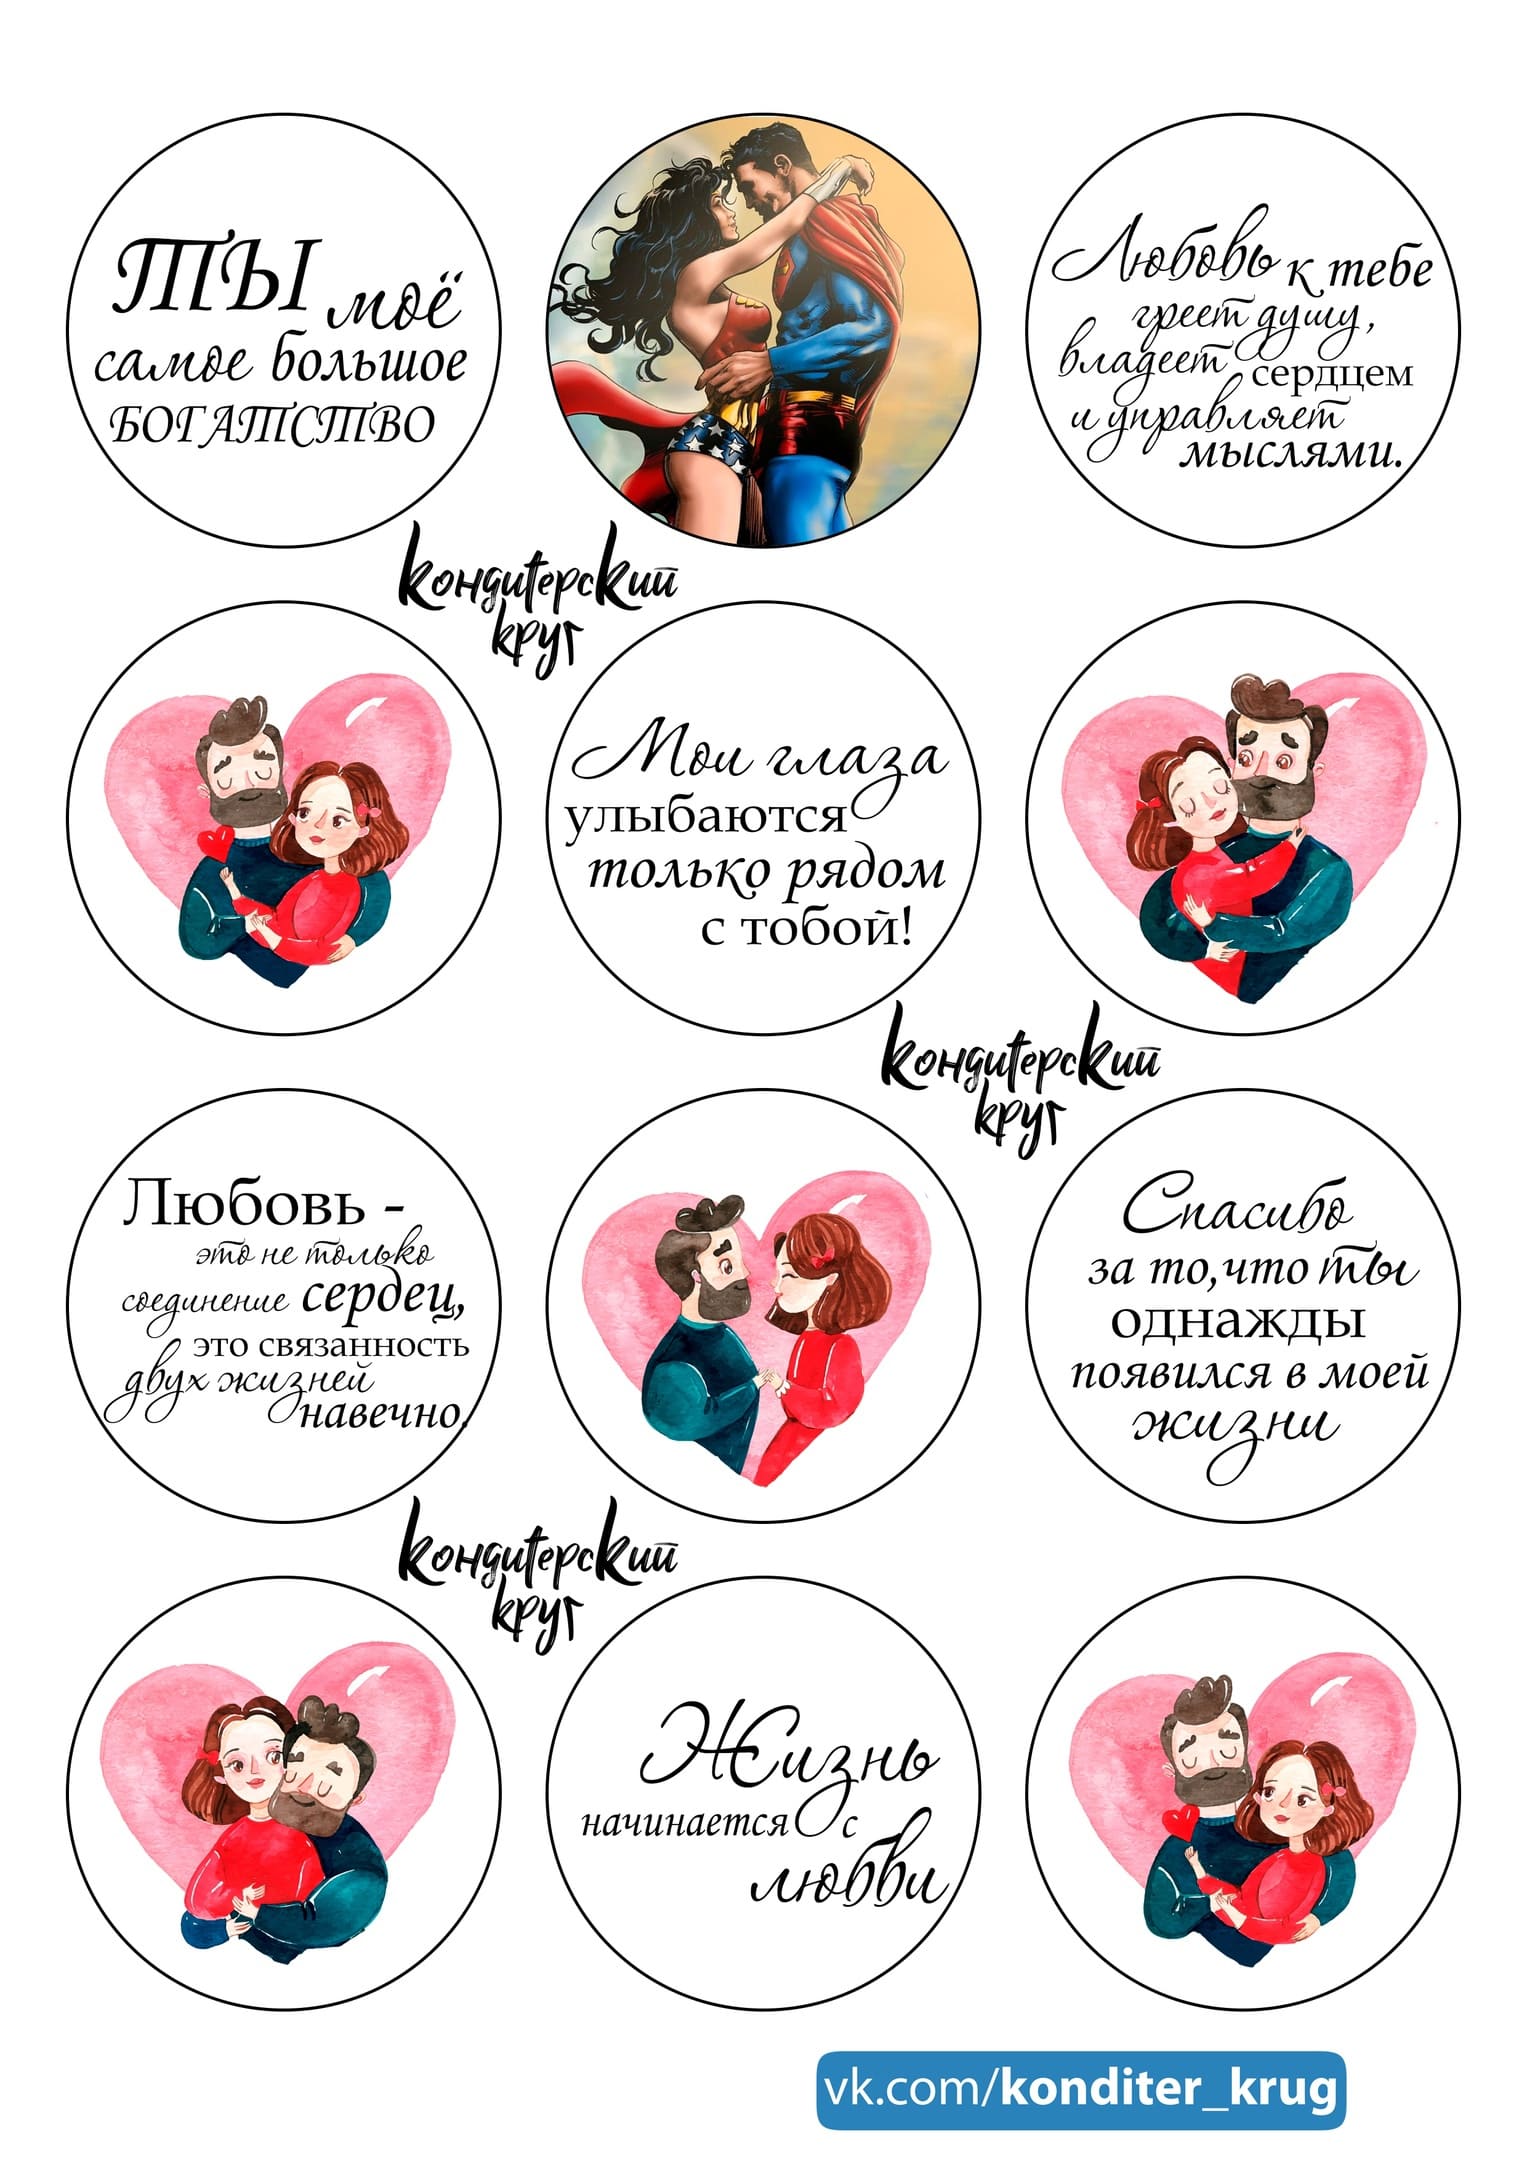 ТЫ моё
самое большое
БОГАТСТВО
Любовь к тебе
греет душу,
владеет сердцем
и управляет
мыслями.
Кондитерский
круг
Мои глаза
улыбаются
только рядом
с тобой!
Кондитерский
круг
Любовь -
это не только
соединение сердец,
это связанность
двух жизней
навечно.
Спасибо
за то,что ты
однажды
появился в моей
жизни
Кондитерский
круг
Жизнь
начинается с
любви
vk.com/konditer_krug